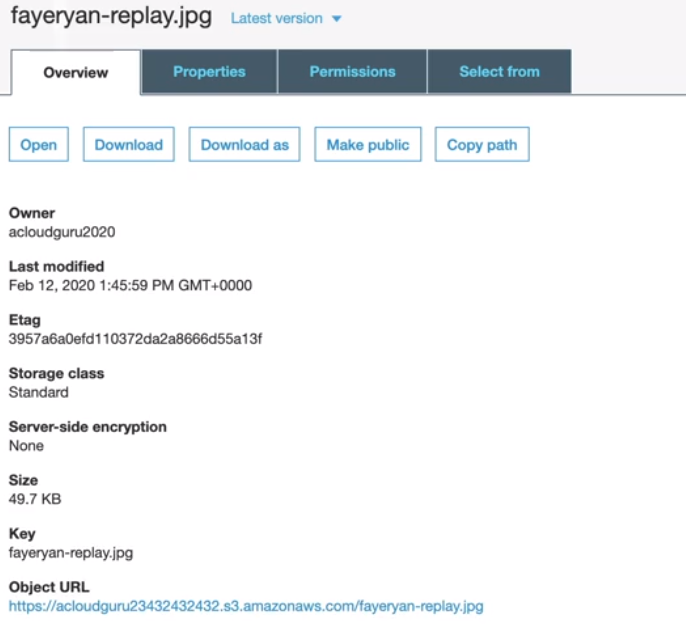 fayeryan-replay.jpg Latest version
Overview Properties Permissions Select from
Open Download Download as Make public Copy path
Owner
acloudguru2020
Last modified
Feb 12, 2020 1:45:59 PM GMT+0000
Etag
3957a6a0efd110372da2a8666d55a13f
Storage class
Standard
Server-side encryption
None
Size
49.7 KB
Key
fayeryan-replay.jpg
Object URL
https://acloudguru23432432432.s3.amazonaws.com/fayeryan-replay.jpg